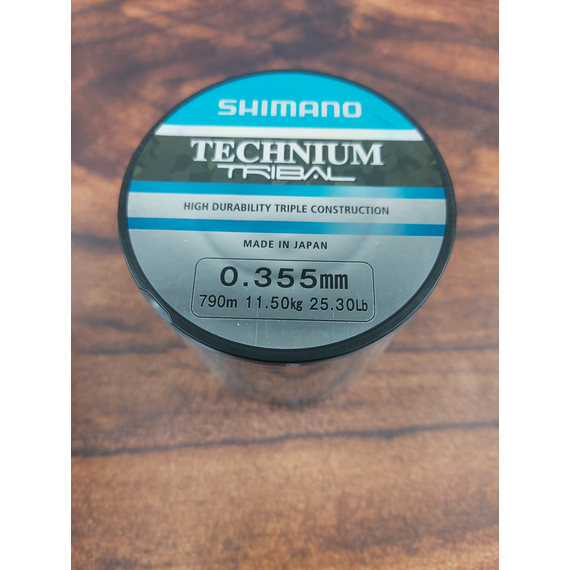 SHIMANO
TECHNIUM
TRIBAL
HIGH DURABILITY TRIPLE CONSTRUCTION
MADE IN JAPAN
0.355mm
790m 11.50kg 25.30Lb